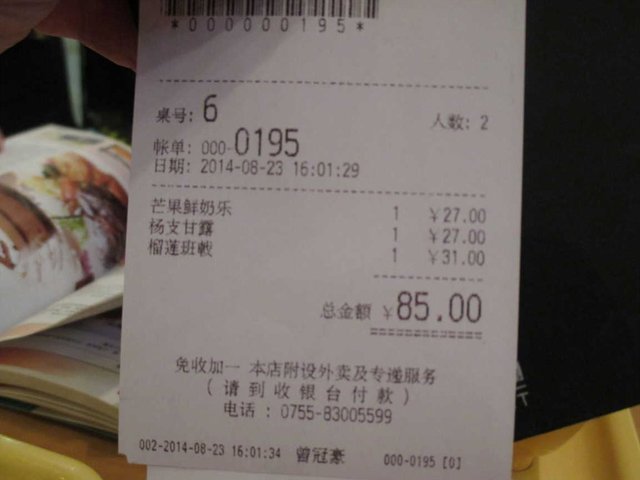 *000000195*
桌号: 6 人数: 2
帐单: 000-0195
日期: 2014-08-23 16:01:29
芒果鲜奶乐 1 ¥27.00
杨支甘露 1 ¥27.00
榴莲班戟 1 ¥31.00
总金额 ¥85.00
免收加一 本店附设外卖及专递服务
(请到收银台付款)
电话 : 0755-83005599
002-2014-08-23 16:01:34 曾冠豪 000-0195 [0]